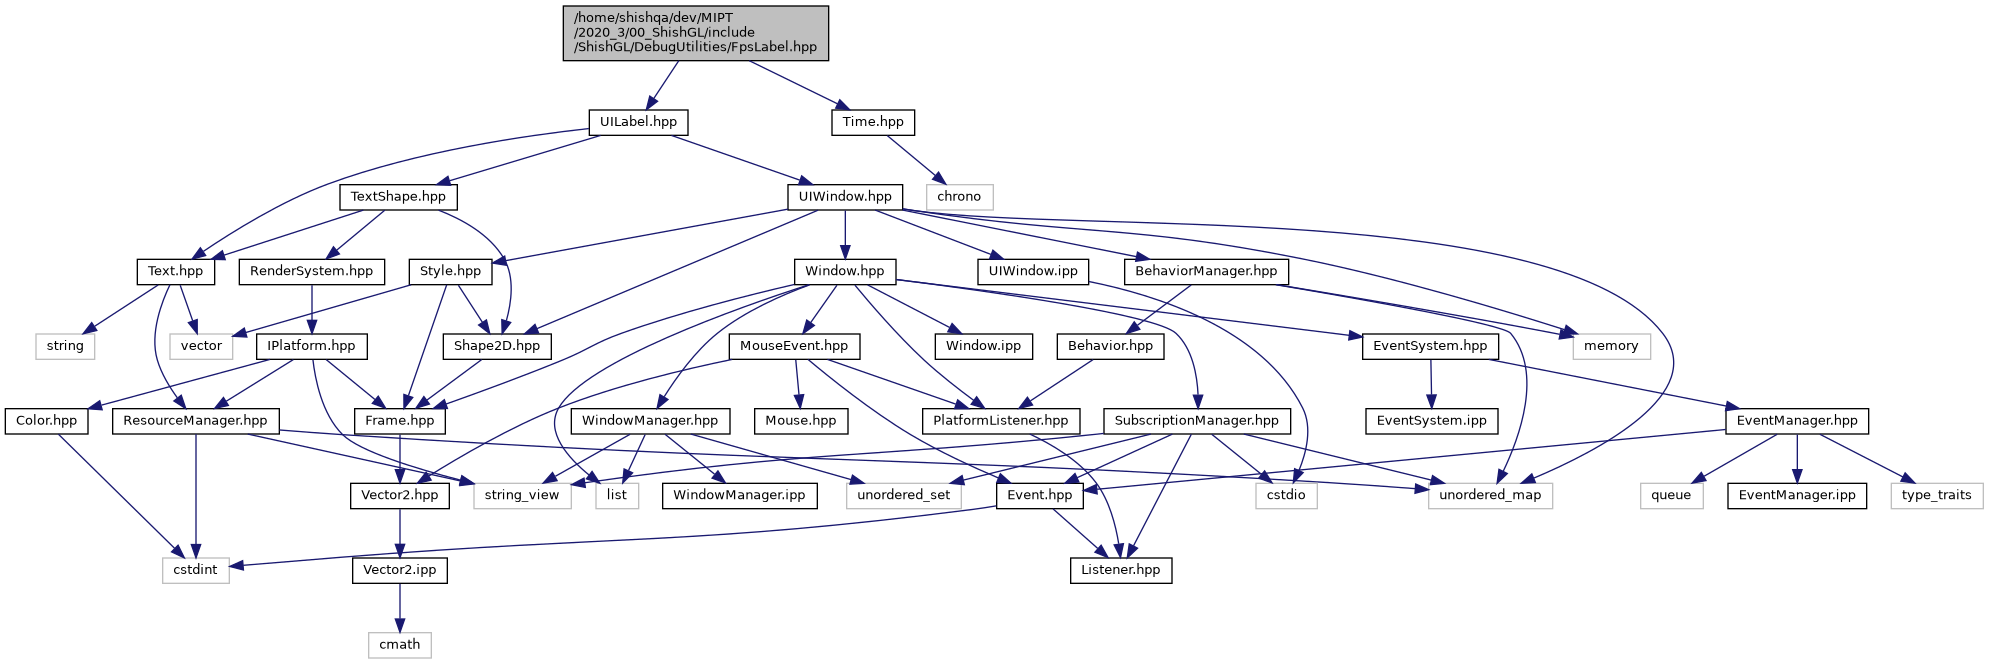 /home/shishqa/dev/MIPT
/2020_3/00_ShishGL/include
/ShishGL/DebugUtilities/FpsLabel.hpp
UILabel.hpp
Time.hpp
TextShape.hpp
UIWindow.hpp
chrono
Text.hpp
RenderSystem.hpp
Style.hpp
Window.hpp
UIWindow.ipp
BehaviorManager.hpp
string
vector
IPlatform.hpp
Shape2D.hpp
MouseEvent.hpp
Window.ipp
Behavior.hpp
EventSystem.hpp
memory
Color.hpp
ResourceManager.hpp
Frame.hpp
WindowManager.hpp
Mouse.hpp
PlatformListener.hpp
SubscriptionManager.hpp
EventSystem.ipp
EventManager.hpp
Vector2.hpp
string_view
list
WindowManager.ipp
unordered_set
Event.hpp
cstdio
unordered_map
queue
EventManager.ipp
type_traits
cstdint
Vector2.ipp
Listener.hpp
cmath